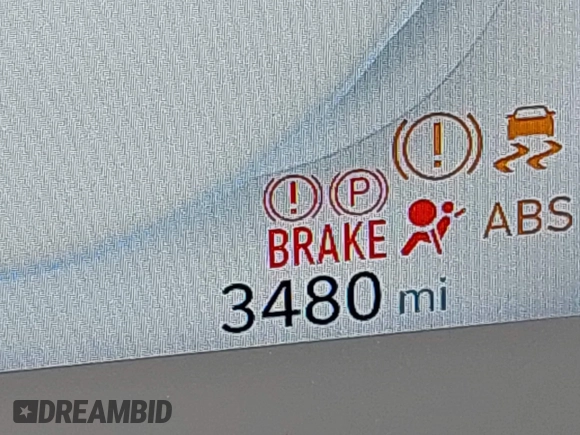 P
BRAKE
ABS
3480 mi
DREAMBID